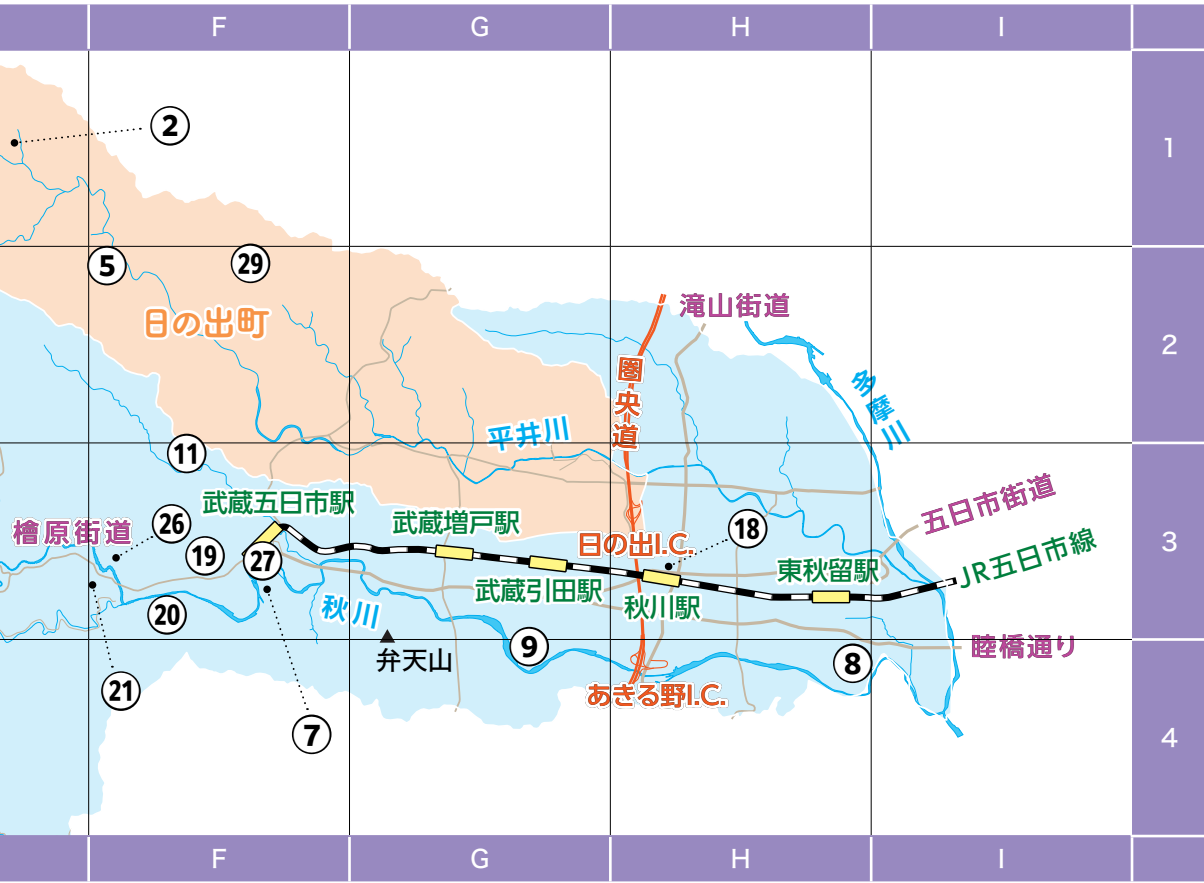 F G H I
1
2
29
5
滝山街道
日の出町
2
圏央道
多摩川
平井川
11
武蔵五日市駅
五日市街道
檜原街道
26
武蔵増戸駅
18
3
日の出I.C.
19
27
東秋留駅
JR五日市線
武蔵引田駅
秋川駅
秋川
20
9
睦橋通り
弁天山
8
21
あきる野I.C.
7
4
F G H I